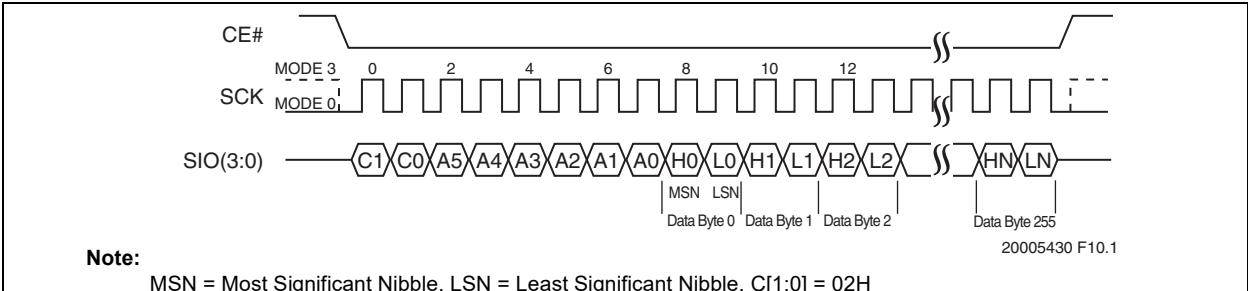 CE#
MODE 3 0 2 4 6 8 10 12
SCK MODE 0
SIO(3:0) C1 C0 A5 A4 A3 A2 A1 A0 H0 L0 H1 L1 H2 L2 HN LN
MSN LSN
Data Byte 0 Data Byte 1 Data Byte 2 Data Byte 255
20005430 F10.1
Note:
MSN = Most Significant Nibble, LSN = Least Significant Nibble, C[1:0] = 02H